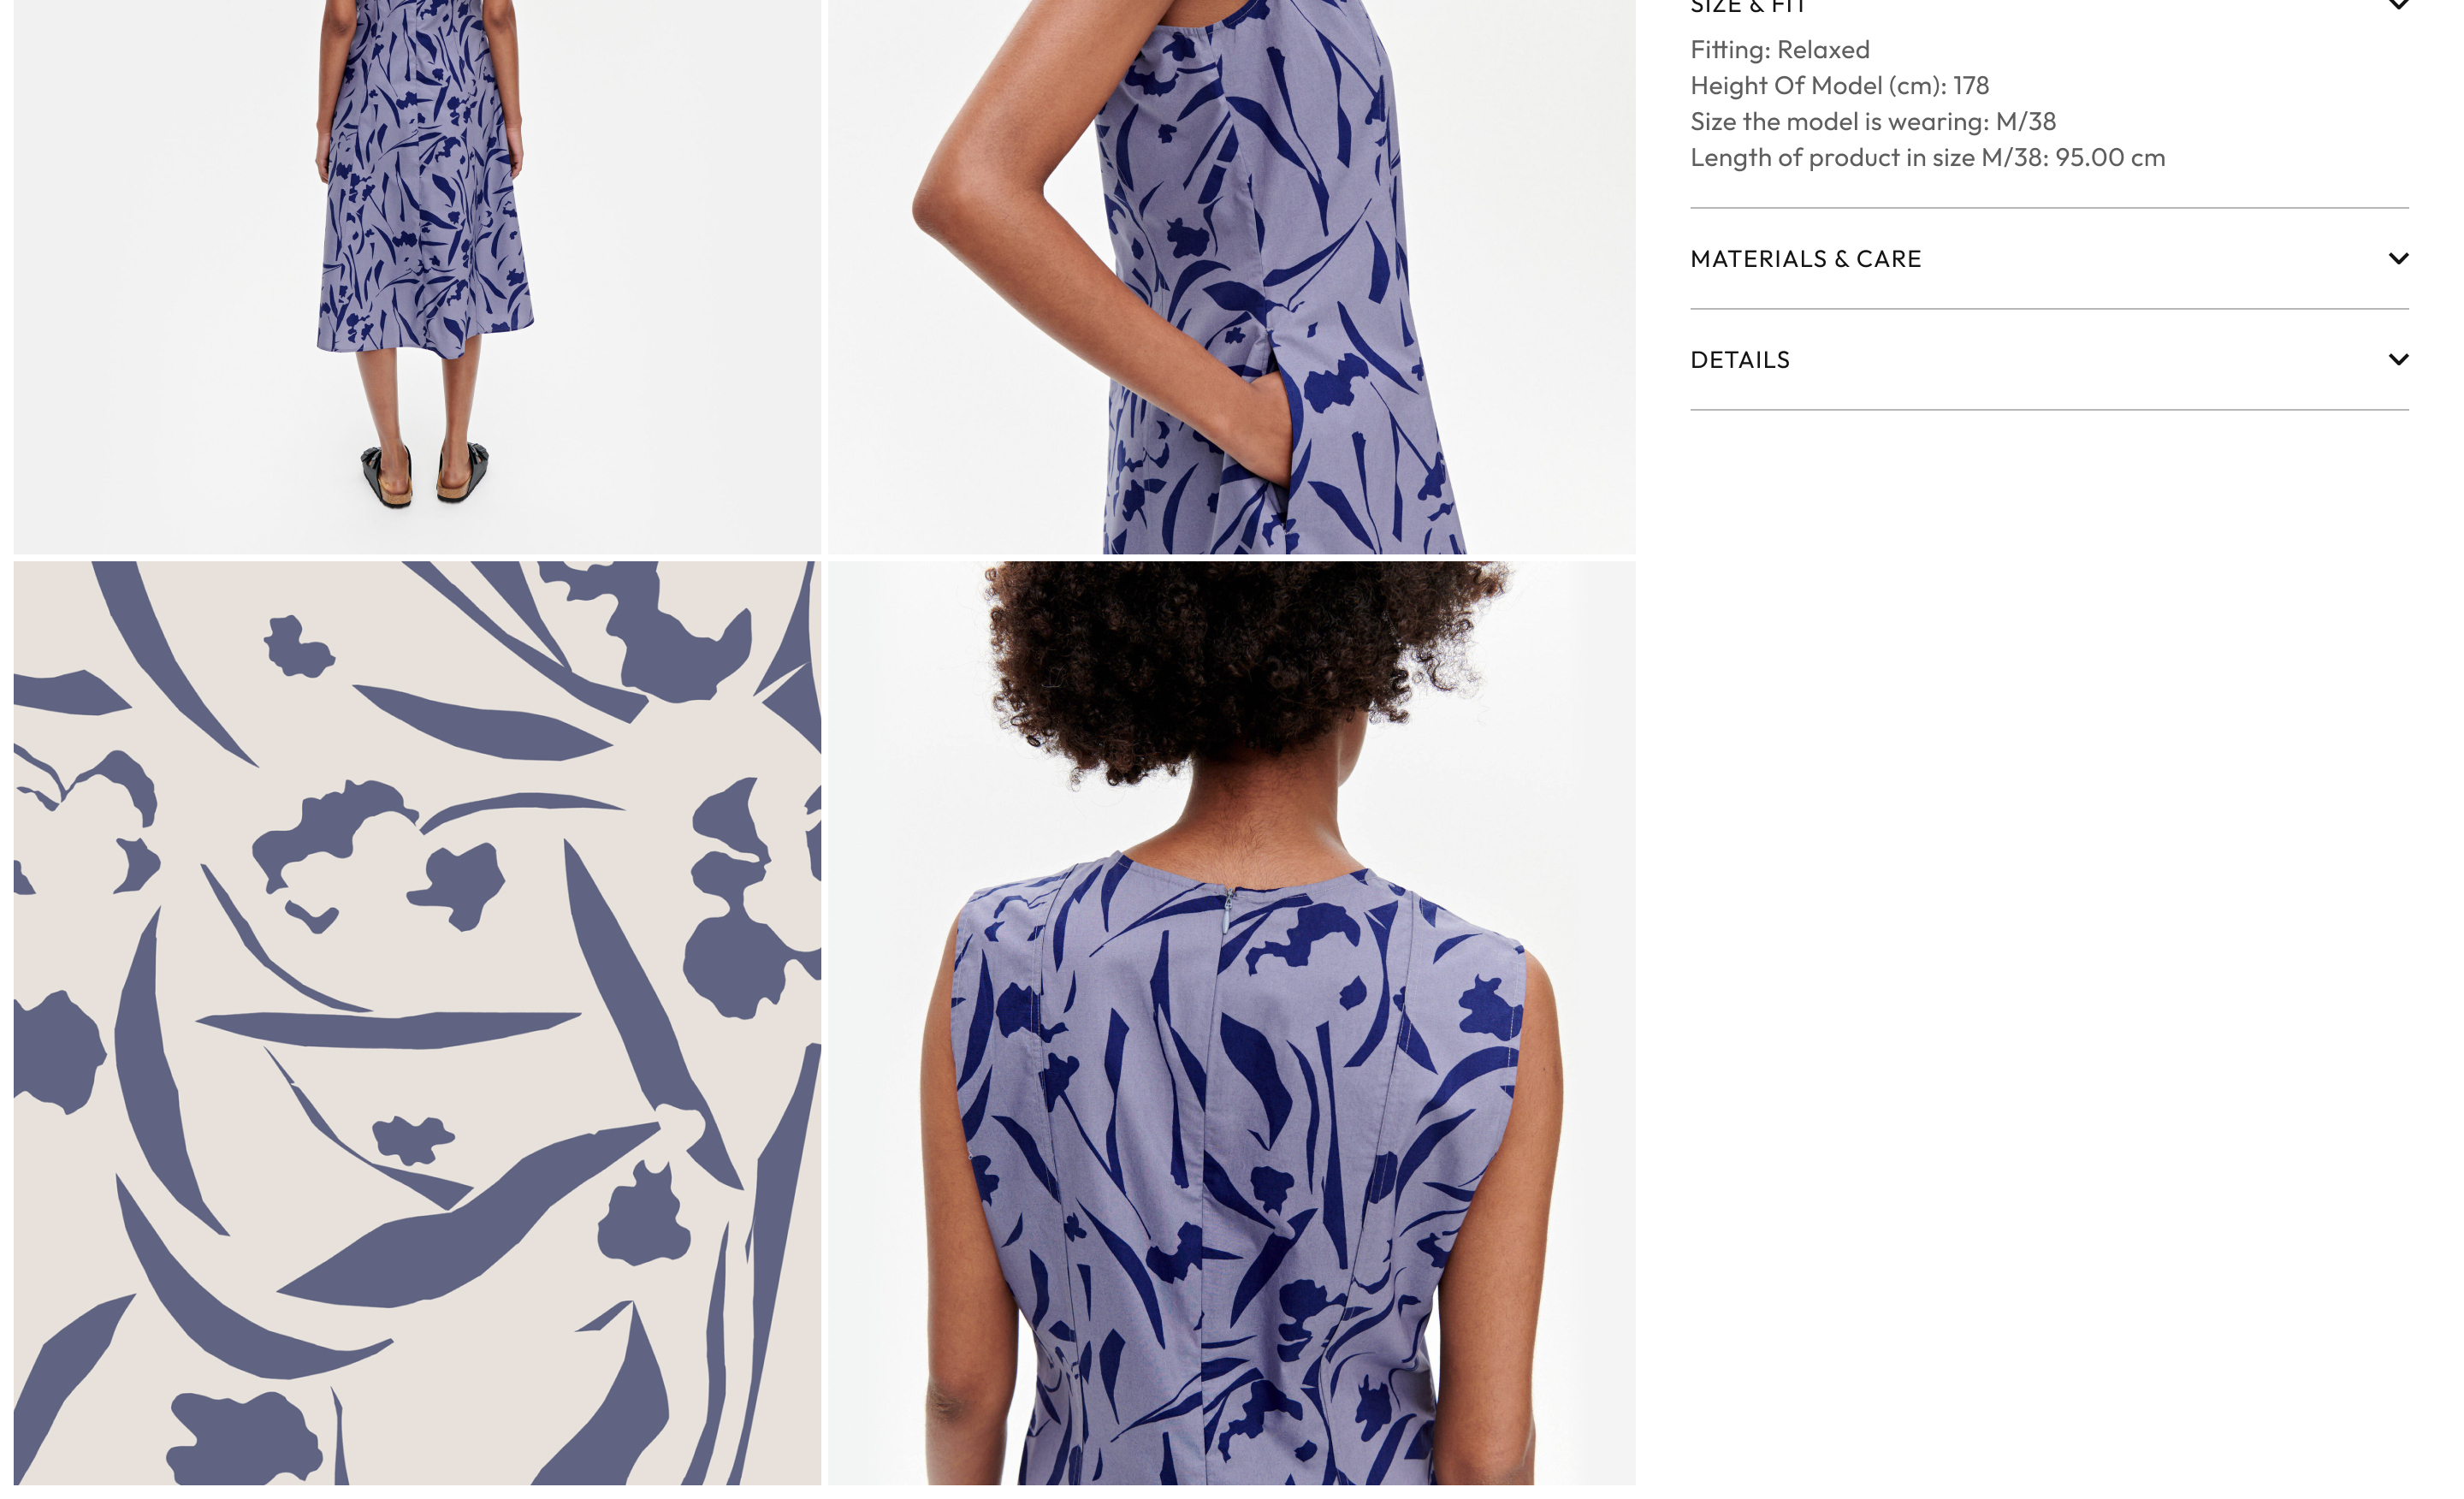 SIZE & FIT
Fitting: Relaxed
Height Of Model (cm): 178
Size the model is wearing: M/38
Length of product in size M/38: 95.00 cm
MATERIALS & CARE
DETAILS